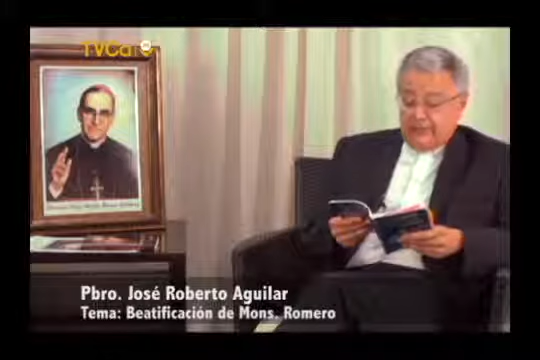 TVCa
Pbro. José Roberto Aguilar
Tema: Beatificación de Mons. Romero